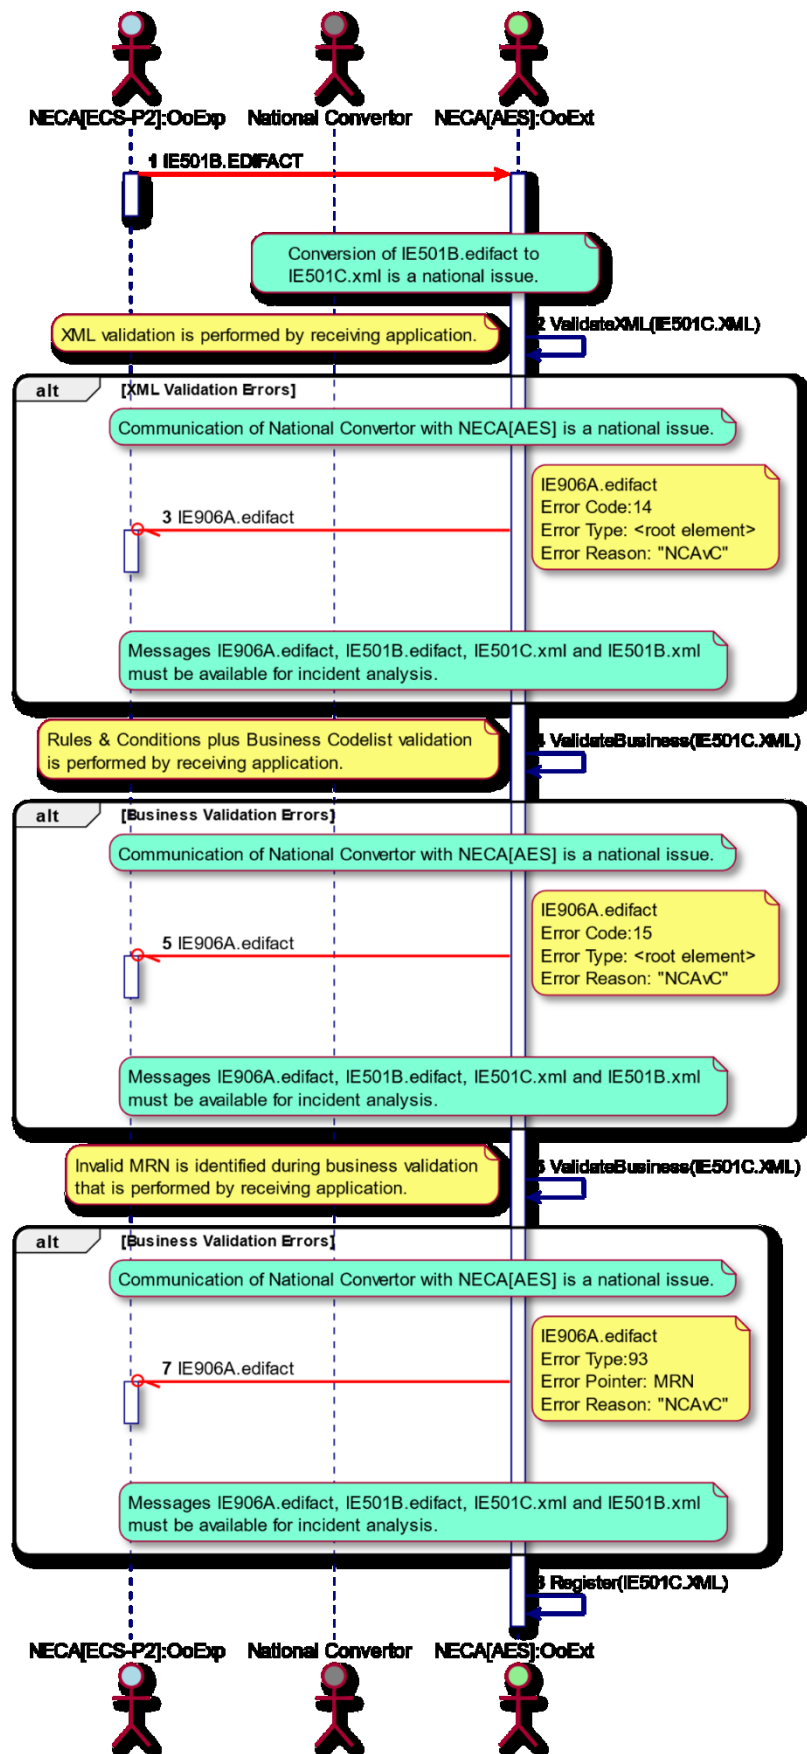 NECA[ECS-P2]:OoExp National Convertor NECA[AES]:OoExt
1 IE501B.EDIFACT
Conversion of IE501B.edifact to
IE501C.xml is a national issue.
XML validation is performed by receiving application.
2 ValidateXML(IE501C.XML)
alt [XML Validation Errors]
Communication of National Convertor with NECA[AES] is a national issue.
IE906A.edifact
Error Code:14
Error Type: <root element>
Error Reason: "NCAvC"
3 IE906A.edifact
Messages IE906A.edifact, IE501B.edifact, IE501C.xml and IE501B.xml
must be available for incident analysis.
Rules & Conditions plus Business Codelist validation
is performed by receiving application.
4 ValidateBusiness(IE501C.XML)
alt [Business Validation Errors]
Communication of National Convertor with NECA[AES] is a national issue.
IE906A.edifact
Error Code:15
Error Type: <root element>
Error Reason: "NCAvC"
5 IE906A.edifact
Messages IE906A.edifact, IE501B.edifact, IE501C.xml and IE501B.xml
must be available for incident analysis.
Invalid MRN is identified during business validation
that is performed by receiving application.
6 ValidateBusiness(IE501C.XML)
alt [Business Validation Errors]
Communication of National Convertor with NECA[AES] is a national issue.
IE906A.edifact
Error Type:93
Error Pointer: MRN
Error Reason: "NCAvC"
7 IE906A.edifact
Messages IE906A.edifact, IE501B.edifact, IE501C.xml and IE501B.xml
must be available for incident analysis.
8 Register(IE501C.XML)
NECA[ECS-P2]:OoExp National Convertor NECA[AES]:OoExt